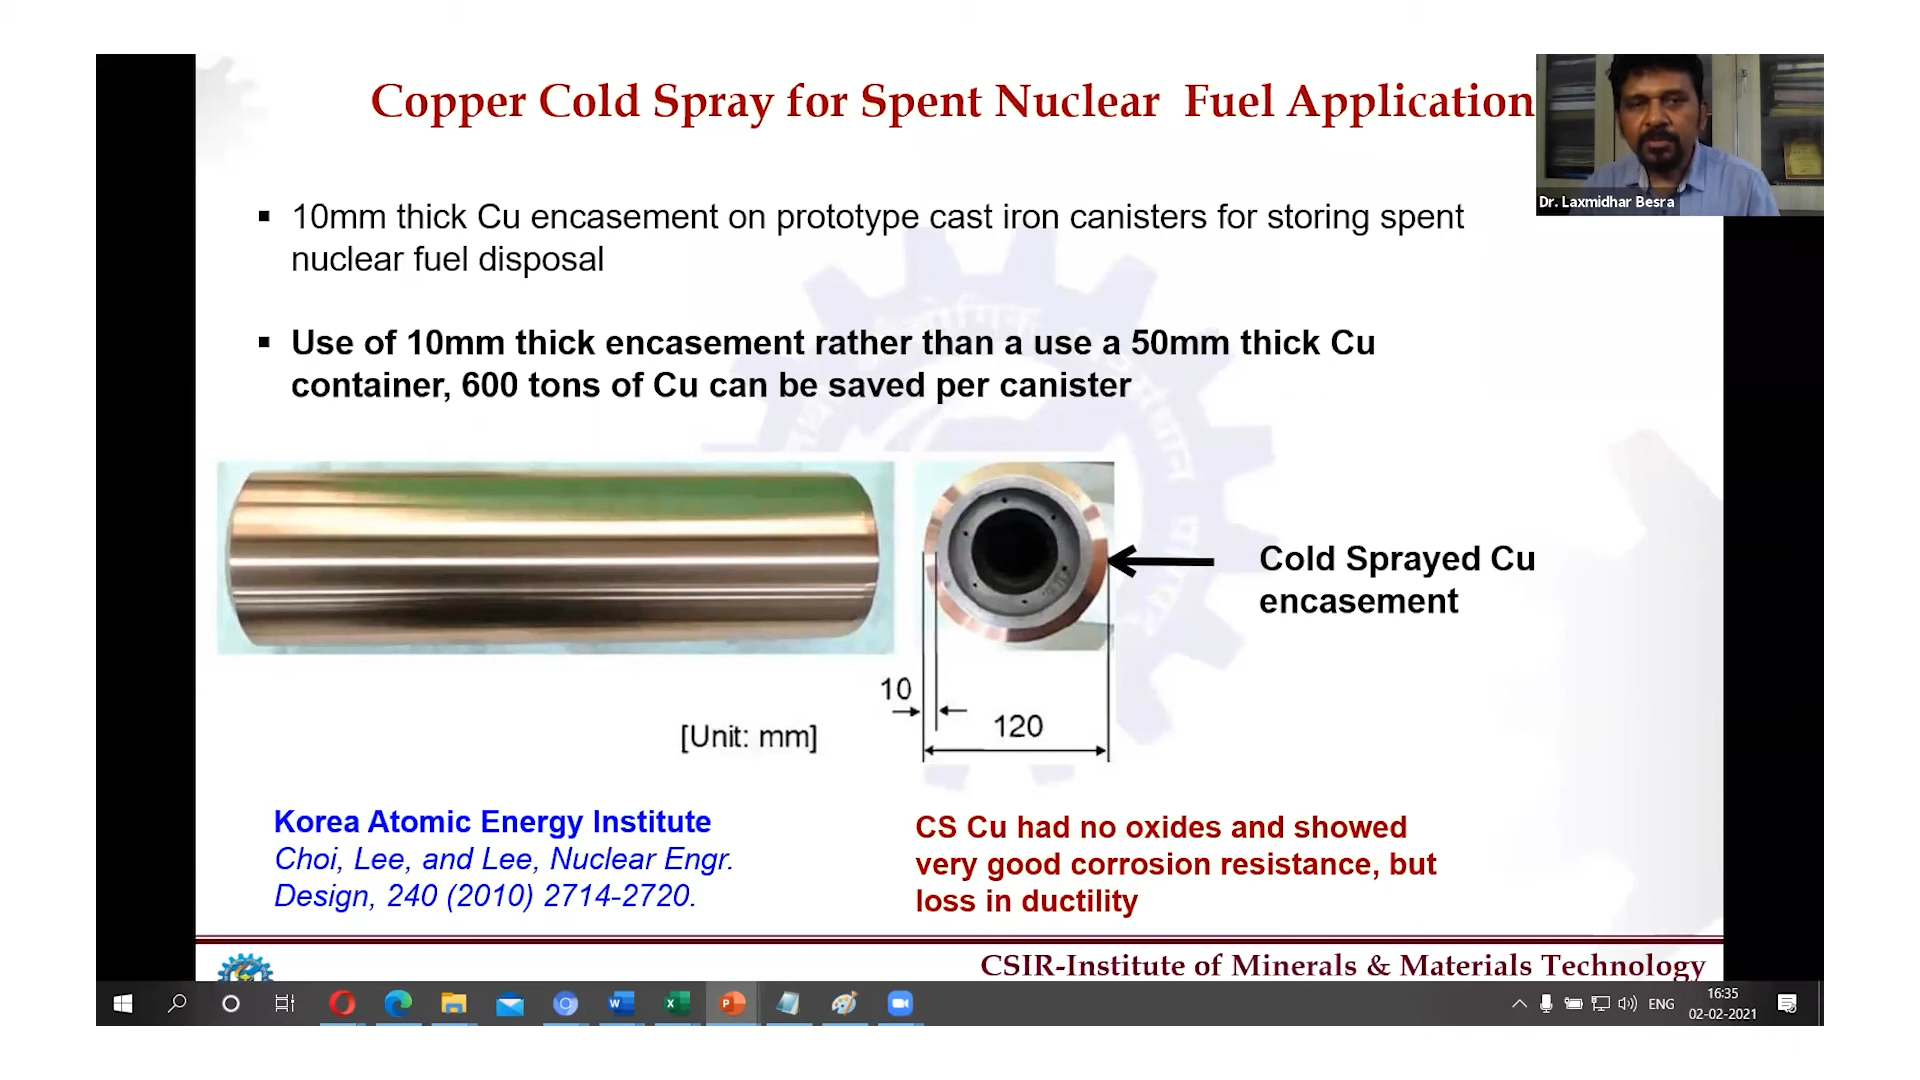 Copper Cold Spray for Spent Nuclear Fuel Application
Dr. Laxmidhar Besra
▪ 10mm thick Cu encasement on prototype cast iron canisters for storing spent
nuclear fuel disposal
▪ Use of 10mm thick encasement rather than a use a 50mm thick Cu
container, 600 tons of Cu can be saved per canister
Cold Sprayed Cu
encasement
10
120
[Unit: mm]
Korea Atomic Energy Institute
Choi, Lee, and Lee, Nuclear Engr.
Design, 240 (2010) 2714-2720.
CS Cu had no oxides and showed
very good corrosion resistance, but
loss in ductility
CSIR-Institute of Minerals & Materials Technology
ENG
16:35
02-02-2021